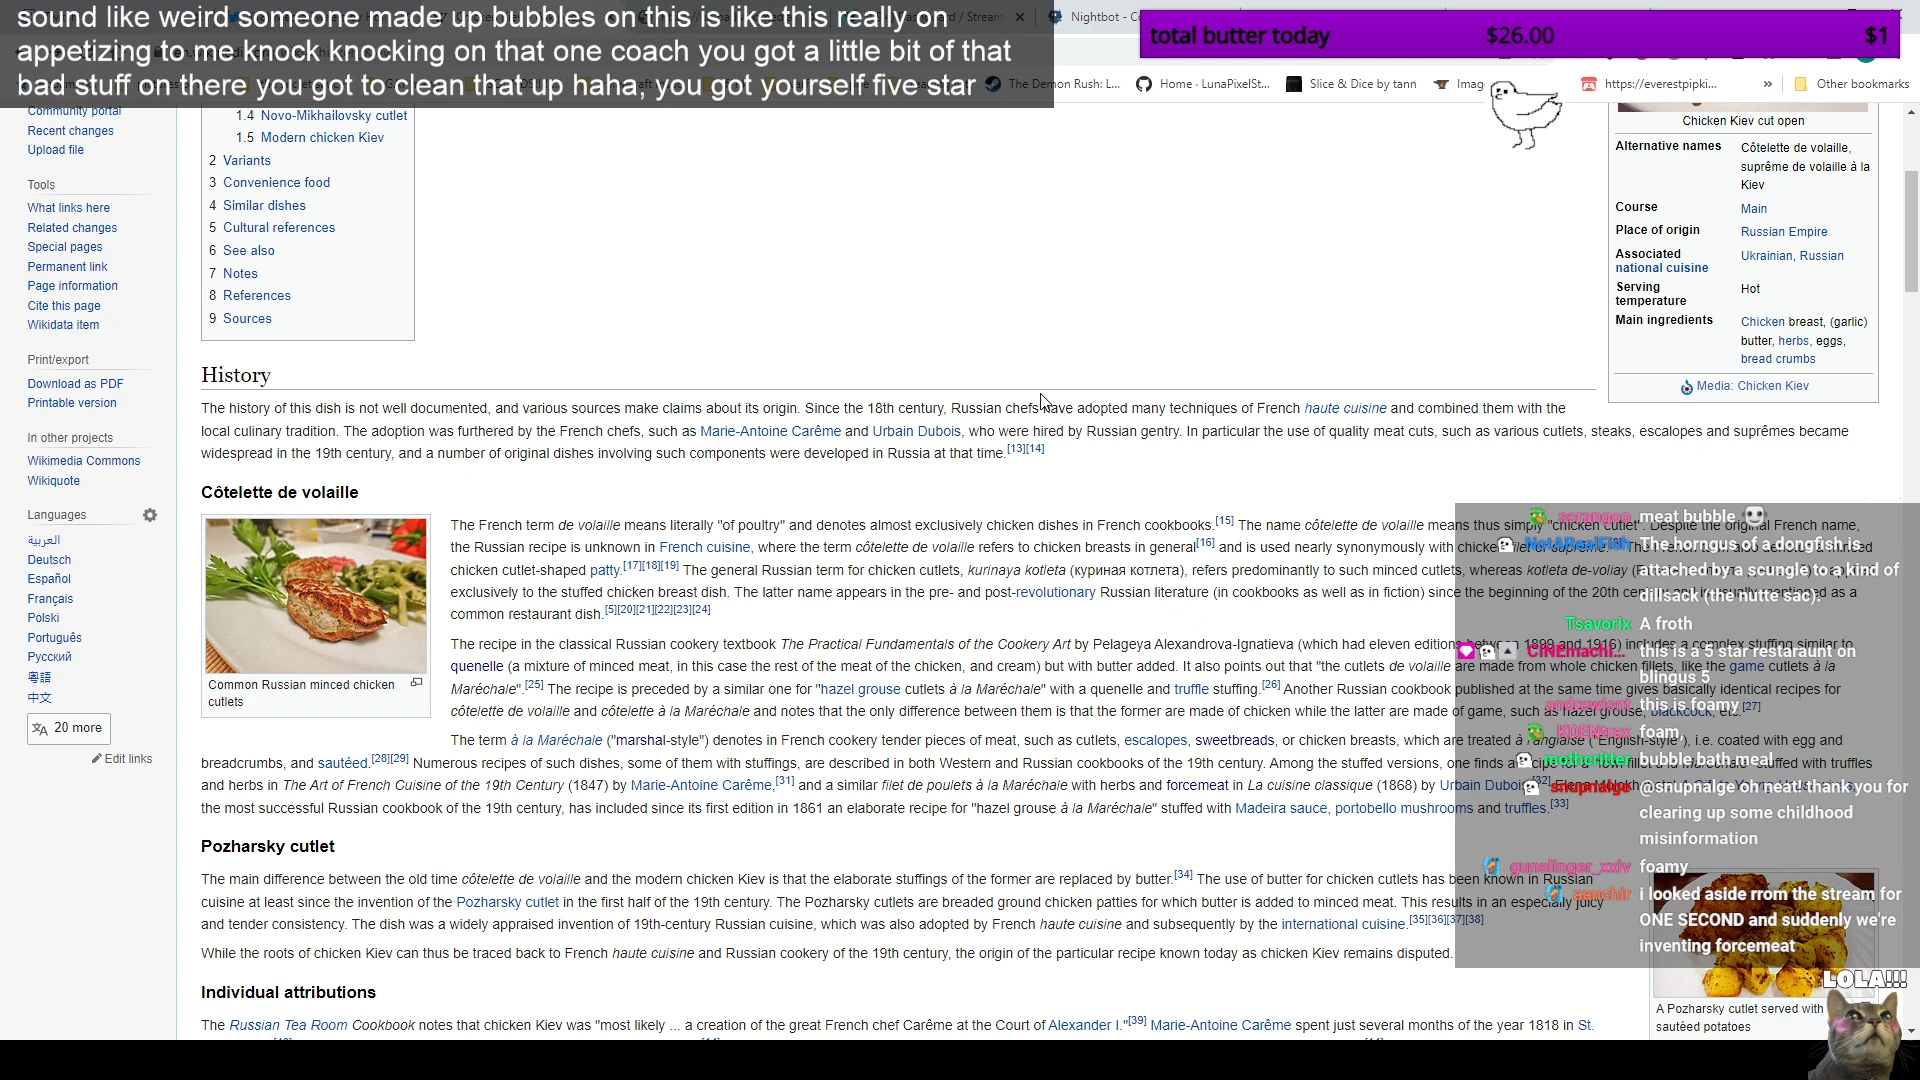 sound like weird someone made up bubbles on this is like this really on
appetizing to me knock knocking on that one coach you got a little bit of that
bad stuff on there you got to clean that up haha, you got yourself five star
Stream
Nightbot - C
total butter today $26.00 $1
The Demon Rush: L...
Home · LunaPixelSt...
Slice & Dice by tann
Imag
https://everestpipki...
»
Other bookmarks
Community portal
Recent changes
Upload file
Tools
What links here
Related changes
Special pages
Permanent link
Page information
Cite this page
Wikidata item
Print/export
Download as PDF
Printable version
In other projects
Wikimedia Commons
Wikiquote
Languages
العربية
Deutsch
Español
Français
Polski
Português
Русский
粵語
中文
20 more
Edit links
1.4 Novo-Mikhailovsky cutlet
1.5 Modern chicken Kiev
2 Variants
3 Convenience food
4 Similar dishes
5 Cultural references
6 See also
7 Notes
8 References
9 Sources
Chicken Kiev cut open
Alternative names Côtelette de volaille,
suprême de volaille à la
Kiev
Course Main
Place of origin Russian Empire
Associated Ukrainian, Russian
national cuisine
Serving Hot
temperature
Main ingredients Chicken breast, (garlic)
butter, herbs, eggs,
bread crumbs
Media: Chicken Kiev
History
The history of this dish is not well documented, and various sources make claims about its origin. Since the 18th century, Russian chefs have adopted many techniques of French haute cuisine and combined them with the
local culinary tradition. The adoption was furthered by the French chefs, such as Marie-Antoine Carême and Urbain Dubois, who were hired by Russian gentry. In particular the use of quality meat cuts, such as various cutlets, steaks, escalopes and suprêmes became
widespread in the 19th century, and a number of original dishes involving such components were developed in Russia at that time.[13][14]
Côtelette de volaille
Common Russian minced chicken
cutlets
The French term de volaille means literally "of poultry" and denotes almost exclusively chicken dishes in French cookbooks.[15] The name côtelette de volaille means thus simply "chicken cutlet". Despite the original French name,
the Russian recipe is unknown in French cuisine, where the term côtelette de volaille refers to chicken breasts in general[16] and is used nearly synonymously with chicken filet or suprême.
chicken cutlet-shaped patty.[17][18][19] The general Russian term for chicken cutlets, kurinaya kotleta (куриная котлета), refers predominantly to such minced cutlets, whereas kotleta de-voliay
exclusively to the stuffed chicken breast dish. The latter name appears in the pre- and post-revolutionary Russian literature (in cookbooks as well as in fiction) since the beginning of the 20th as a
common restaurant dish.[5][20][21][22][23][24]
The recipe in the classical Russian cookery textbook The Practical Fundamentals of the Cookery Art by Pelageya Alexandrova-Ignatieva (which had eleven editions between 1899 and 1916) includes a complex stuffing similar to
quenelle (a mixture of minced meat, in this case the rest of the meat of the chicken, and cream) but with butter added. It also points out that "the cutlets de volaille are made from whole chicken fillets, like the game cutlets à la
Maréchale".[25] The recipe is preceded by a similar one for "hazel grouse cutlets à la Maréchale" with a quenelle and truffle stuffing.[26] Another Russian cookbook published at the same time gives basically identical recipes for
côtelette de volaille and côtelette à la Maréchale and notes that the only difference between them is that the former are made of chicken while the latter are made of game, such as hazel grouse, blackcock, etc.[27]
The term à la Maréchale ("marshal-style") denotes in French cookery tender pieces of meat, such as cutlets, escalopes, sweetbreads, or chicken breasts, which are treated à l'anglaise ("English-style"), i.e. coated with egg and
breadcrumbs, and sautéed.[28][29] Numerous recipes of such dishes, some of them with stuffings, are described in both Western and Russian cookbooks of the 19th century. Among the stuffed versions, one finds a stuffed with truffles
and herbs in The Art of French Cuisine of the 19th Century (1847) by Marie-Antoine Carême,[31] and a similar filet de poulets à la Maréchale with herbs and forcemeat in La cuisine classique (1868) by Urbain Dubois.[32]
the most successful Russian cookbook of the 19th century, has included since its first edition in 1861 an elaborate recipe for "hazel grouse à la Maréchale" stuffed with Madeira sauce, portobello mushrooms and truffles.[33]
Pozharsky cutlet
The main difference between the old time côtelette de volaille and the modern chicken Kiev is that the elaborate stuffings of the former are replaced by butter.[34] The use of butter for chicken cutlets has been known in Russian
cuisine at least since the invention of the Pozharsky cutlet in the first half of the 19th century. The Pozharsky cutlets are breaded ground chicken patties for which butter is added to minced meat. This results in an especially juicy
and tender consistency. The dish was a widely appraised invention of 19th-century Russian cuisine, which was also adopted by French haute cuisine and subsequently by the international cuisine.[35][36][37][38]
While the roots of chicken Kiev can thus be traced back to French haute cuisine and Russian cookery of the 19th century, the origin of the particular recipe known today as chicken Kiev remains disputed.
Individual attributions
The Russian Tea Room Cookbook notes that chicken Kiev was "most likely ... a creation of the great French chef Carême at the Court of Alexander I."[39] Marie-Antoine Carême spent just several months of the year 1818 in St.
scrungoo meat bubble
NotARealFish The horngus of a dongfish is
attached by a scungle to a kind of
dillsack (the nutte sac).
Tsavorix A froth
CINEmachi... this is a 5 star restaraunt on
blingus 5
andrewisnt this is foamy
KDENtrax foam,
mothcritter bubble bath meal
snupnalge @snupnalge oh neat! thank you for
clearing up some childhood
misinformation
gunslinger_xxiv foamy
aanchir i looked aside rrom the stream for
ONE SECOND and suddenly we're
inventing forcemeat
LOLA!!!
A Pozharsky cutlet served with
sautéed potatoes